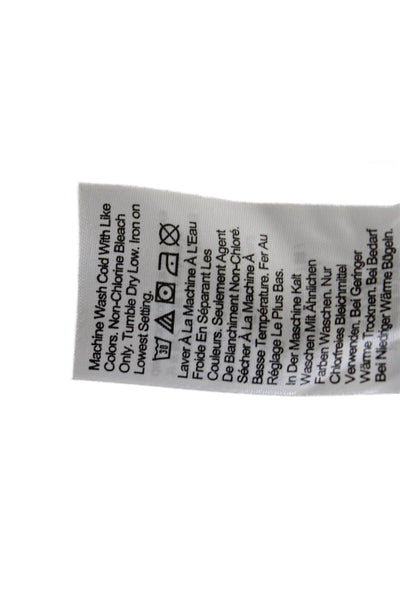 Machine Wash Cold With Like
Colors. Non-Chlorine Bleach
Only. Tumble Dry Low. Iron on
Lowest Setting.
30
Laver À La Machine À L'Eau
Froide En Séparant Les
Couleurs. Seulement Agent
De Blanchiment Non-Chloré.
Sécher À La Machine À
Basse Température. Fer Au
Réglage Le Plus Bas.
In Der Maschine Kalt
Waschen Mit Ähnlichen
Farben Waschen. Nur
Chlorfreies Bleichmittel
Verwenden. Bei Geringer
Wärme Trocknen. Bei Bedarf
Bei Niedriger Wärme Bögeln.